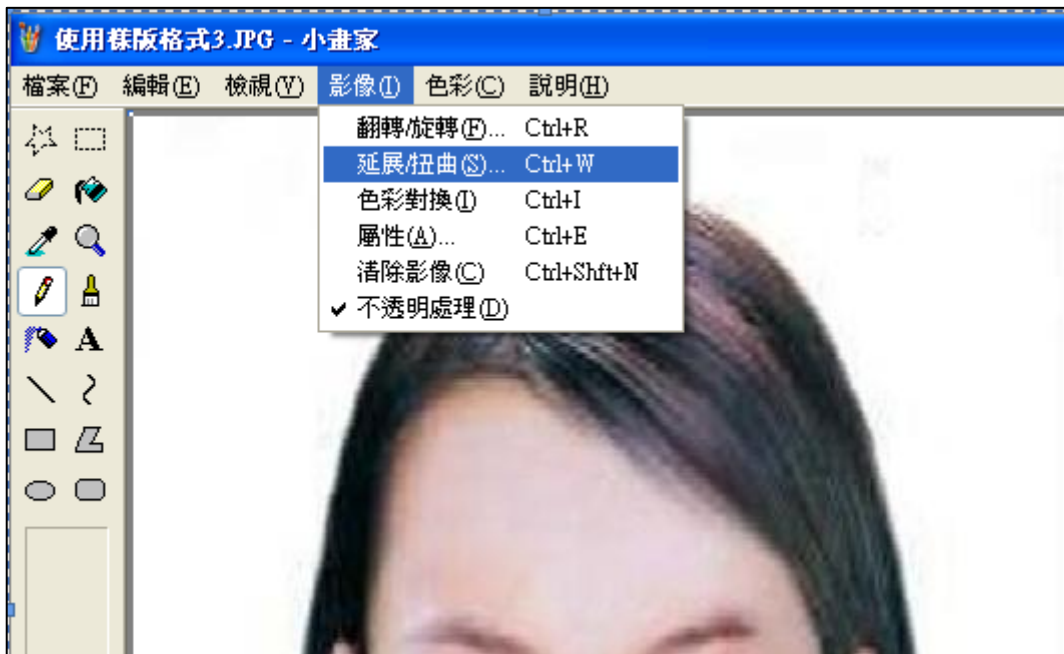 使用樣版格式3.JPG - 小畫家
檔案(F) 編輯(E) 檢視(V) 影像(I) 色彩(C) 說明(H)
翻轉/旋轉(F)... Ctrl+R
延展/扭曲(S)... Ctrl+W
色彩對換(I) Ctrl+I
屬性(A)... Ctrl+E
清除影像(C) Ctrl+Shft+N
不透明處理(D)
A